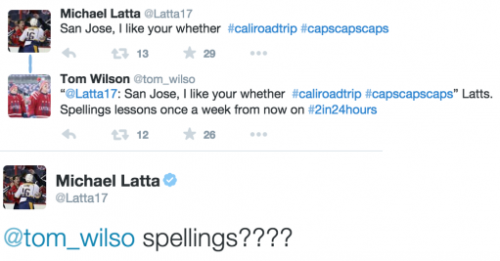 Michael Latta @Latta17
San Jose, I like your whether #caliroadtrip #capscapscaps
13 29
Tom Wilson @tom_wilso
“@Latta17: San Jose, I like your whether #caliroadtrip #capscapscaps” Latts.
Spellings lessons once a week from now on #2in24hours
12 26
Michael Latta
@Latta17
@tom_wilso spellings????